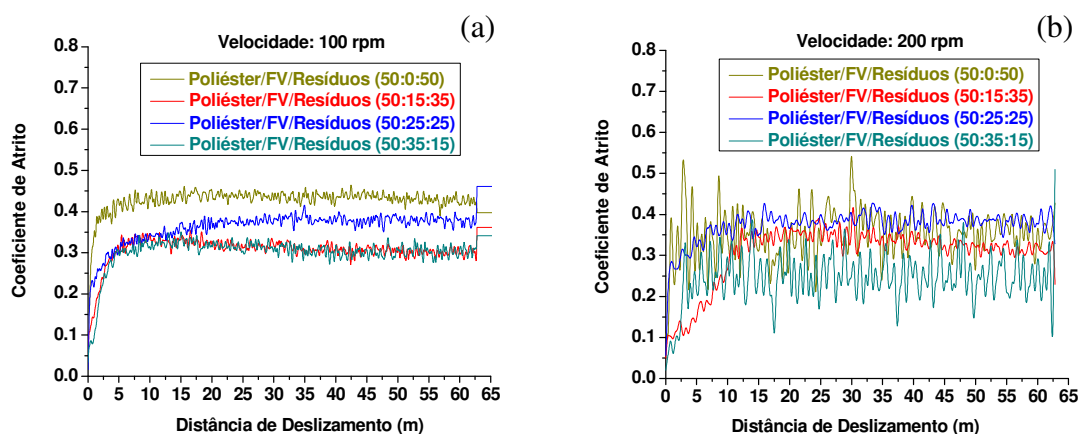 (a)
Velocidade: 100 rpm
Poliéster/FV/Resíduos (50:0:50)
Poliéster/FV/Resíduos (50:15:35)
Poliéster/FV/Resíduos (50:25:25)
Poliéster/FV/Resíduos (50:35:15)
Coeficiente de Atrito
0.8
0.7
0.6
0.5
0.4
0.3
0.2
0.1
0.0
0 5 10 15 20 25 30 35 40 45 50 55 60 65
Distância de Deslizamento (m)
(b)
Velocidade: 200 rpm
Poliéster/FV/Resíduos (50:0:50)
Poliéster/FV/Resíduos (50:15:35)
Poliéster/FV/Resíduos (50:25:25)
Poliéster/FV/Resíduos (50:35:15)
Coeficiente de Atrito
0.8
0.7
0.6
0.5
0.4
0.3
0.2
0.1
0.0
0 5 10 15 20 25 30 35 40 45 50 55 60 65
Distância de Deslizamento (m)